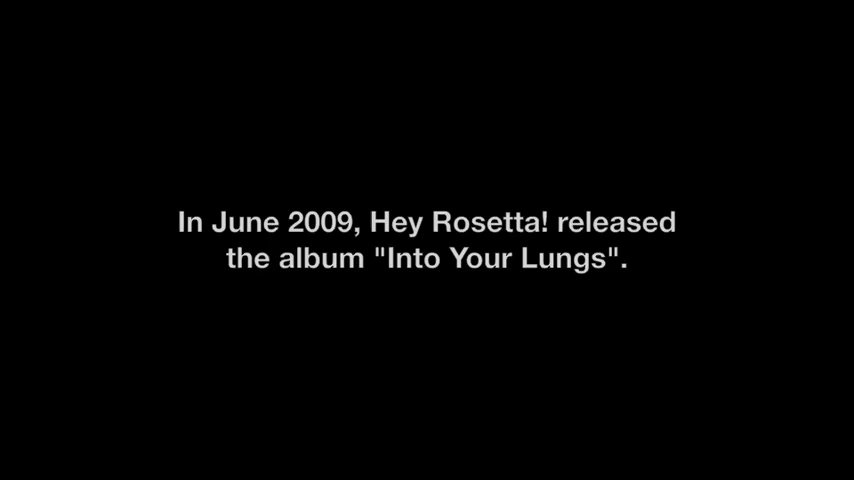 In June 2009, Hey Rosetta! released
the album "Into Your Lungs".